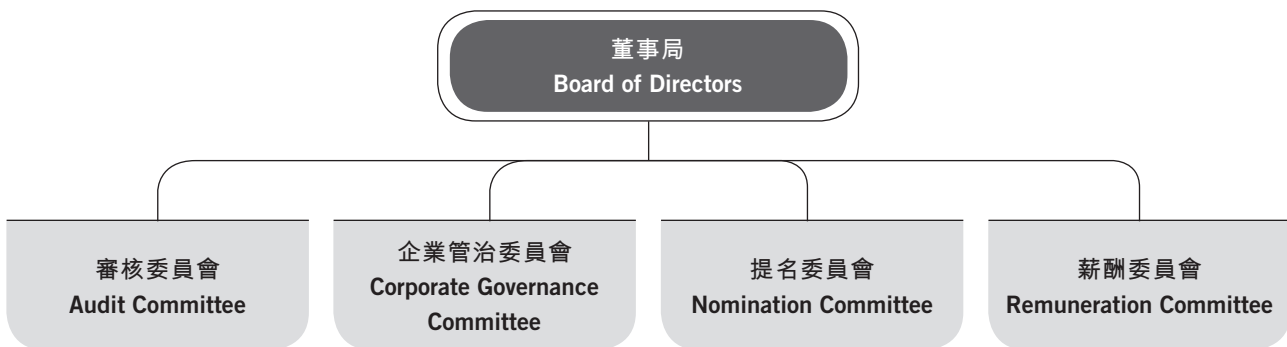 董事局
Board of Directors
審核委員會
Audit Committee
企業管治委員會
Corporate Governance
Committee
提名委員會
Nomination Committee
薪酬委員會
Remuneration Committee